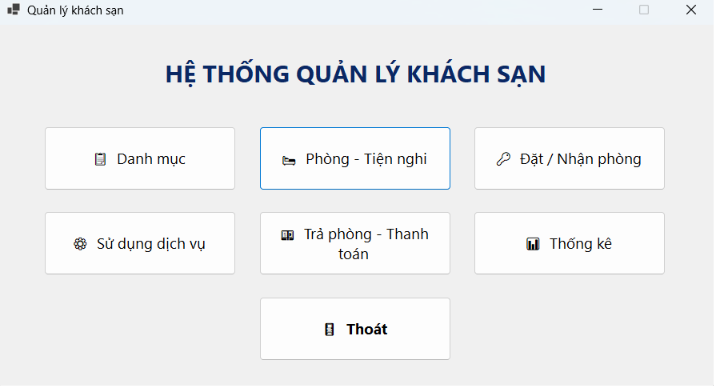 Quản lý khách sạn
HỆ THỐNG QUẢN LÝ KHÁCH SẠN
Danh mục
Phòng - Tiện nghi
Đặt / Nhận phòng
Sử dụng dịch vụ
Trả phòng - Thanh
toán
Thống kê
Thoát